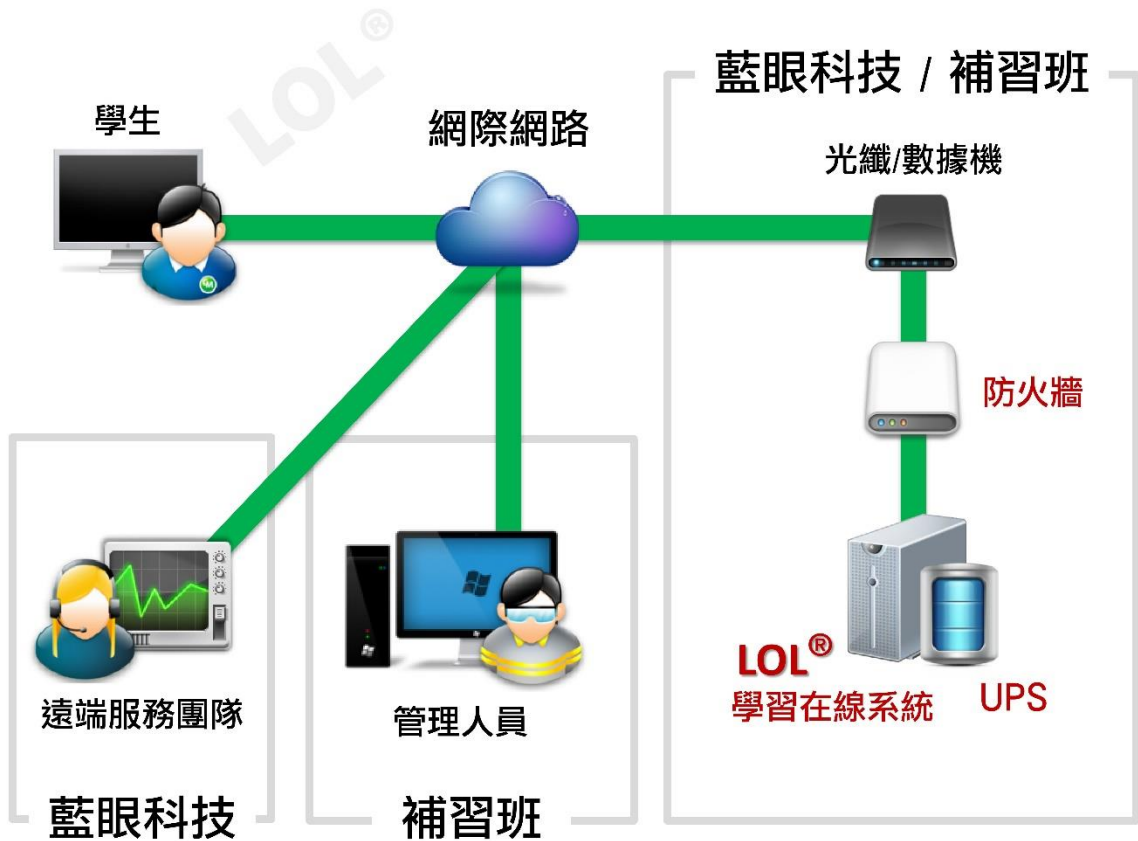 LOL®
藍眼科技 / 補習班
學生
網際網路
光纖/數據機
防火牆
LOL®
學習在線系統
UPS
遠端服務團隊
管理人員
藍眼科技
補習班